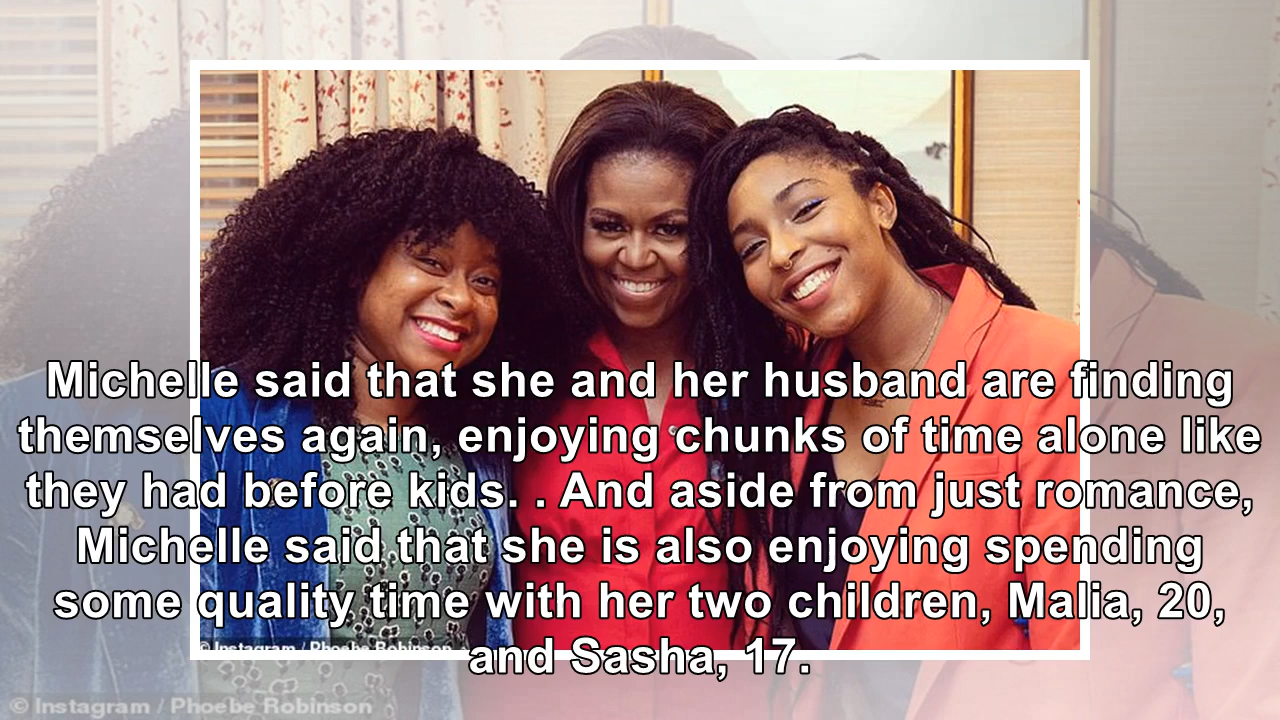 Michelle said that she and her husband are finding
themselves again, enjoying chunks of time alone like
they had before kids. . And aside from just romance,
Michelle said that she is also enjoying spending
some quality time with her two children, Malia, 20,
and Sasha, 17.
© Instagram / Phoebe Robinson
© Instagram / Phoebe Robinson